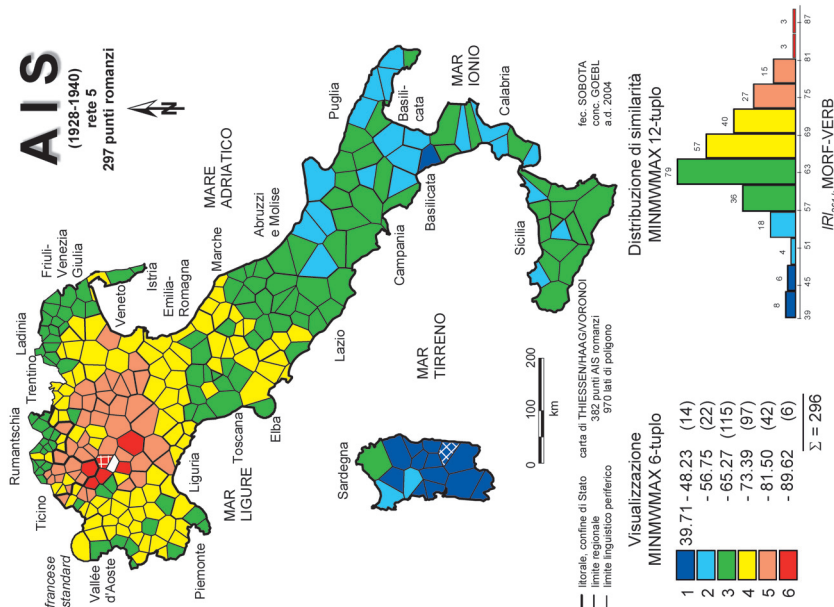 AIS
(1928-1940)
rete 5
297 punti romanzi
N
francese
standard
Vallée
d'Aoste
Piemonte
Ticino
Rumantschia
Trentino
Ladinia
Friuli-
Venezia
Giulia
Veneto
Istria
Emilia-
Romagna
Liguria
MAR
LIGURE
Toscana
Elba
Marche
MARE
ADRIATICO
Lazio
Abruzzi
e Molise
Campania
Puglia
Basili-
cata
Basilicata
MAR
IONIO
Calabria
Sicilia
Sardegna
MAR
TIRRENO
fec. SOBOTA
conc. GOEBL
a.d. 2004
0 100 200
km
litorale, confine di Stato
limite regionale
limite linguistico periferico
carta di THIESSEN/HAAG/VORONOI
382 punti AIS romanzi
970 lati di poligono
Visualizzazione
MINMWMAX 6-tuplo
1 39.71 - 48.23 (14)
2 - 56.75 (22)
3 - 65.27 (115)
4 - 73.39 (97)
5 - 81.50 (42)
6 - 89.62 (6)
Σ = 296
Distribuzione di similarità
MINMWMAX 12-tuplo
8 6 4 18 36 79 57 40 27 15 3 3
39 45 51 57 63 69 75 81 87
MORF-VERB